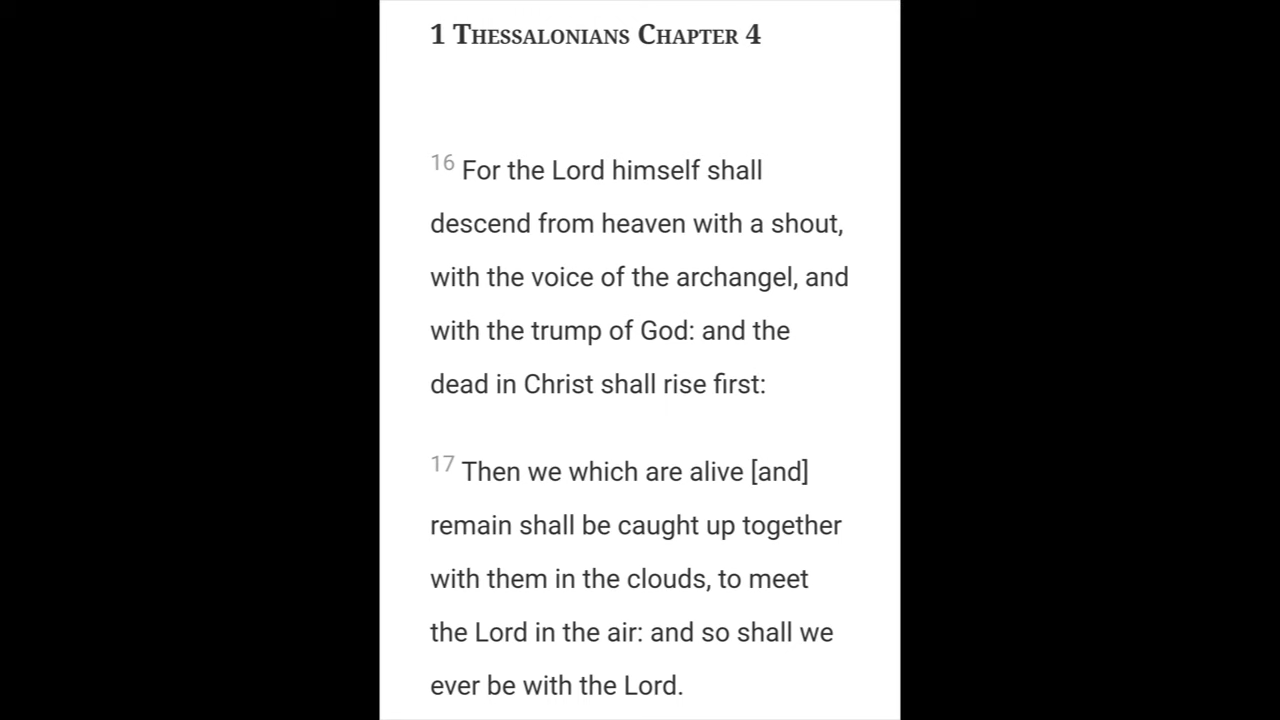 1 Thessalonians Chapter 4
16 For the Lord himself shall
descend from heaven with a shout,
with the voice of the archangel, and
with the trump of God: and the
dead in Christ shall rise first:
17 Then we which are alive [and]
remain shall be caught up together
with them in the clouds, to meet
the Lord in the air: and so shall we
ever be with the Lord.